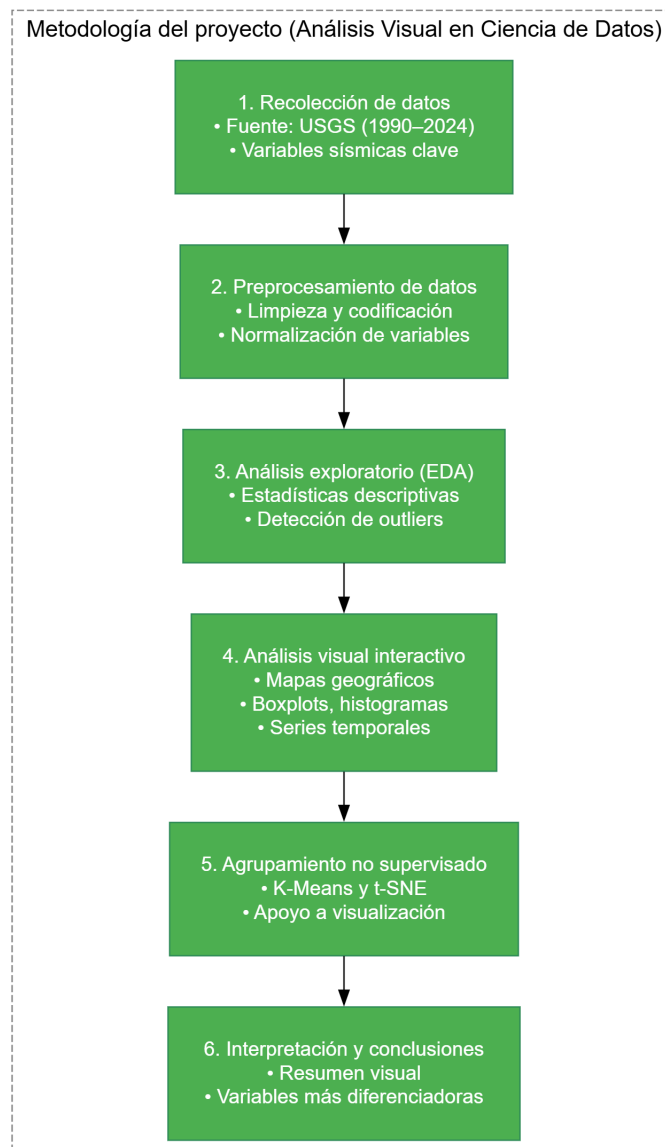 Metodología del proyecto (Análisis Visual en Ciencia de Datos)
1. Recolección de datos
• Fuente: USGS (1990–2024)
• Variables sísmicas clave
2. Preprocesamiento de datos
• Limpieza y codificación
• Normalización de variables
3. Análisis exploratorio (EDA)
• Estadísticas descriptivas
• Detección de outliers
4. Análisis visual interactivo
• Mapas geográficos
• Boxplots, histogramas
• Series temporales
5. Agrupamiento no supervisado
• K-Means y t-SNE
• Apoyo a visualización
6. Interpretación y conclusiones
• Resumen visual
• Variables más diferenciadoras